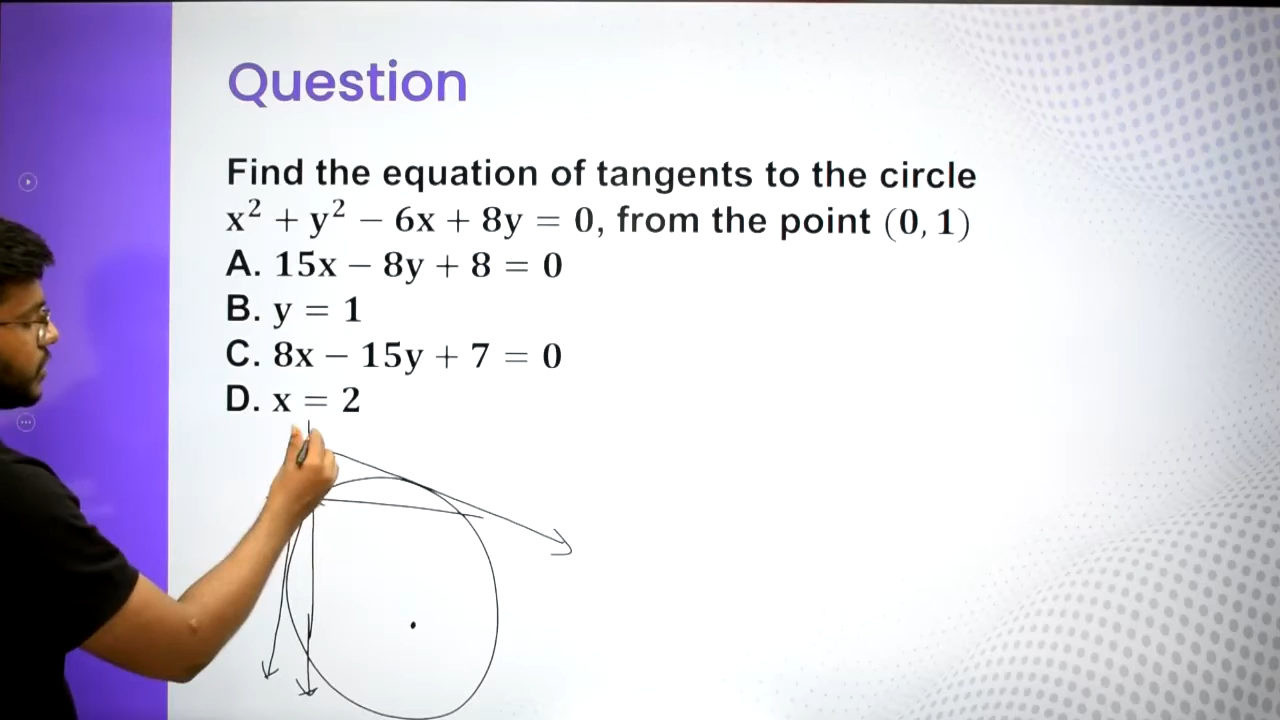 Question
Find the equation of tangents to the circle
x² + y² − 6x + 8y = 0, from the point (0, 1)
A. 15x − 8y + 8 = 0
B. y = 1
C. 8x − 15y + 7 = 0
D. x = 2